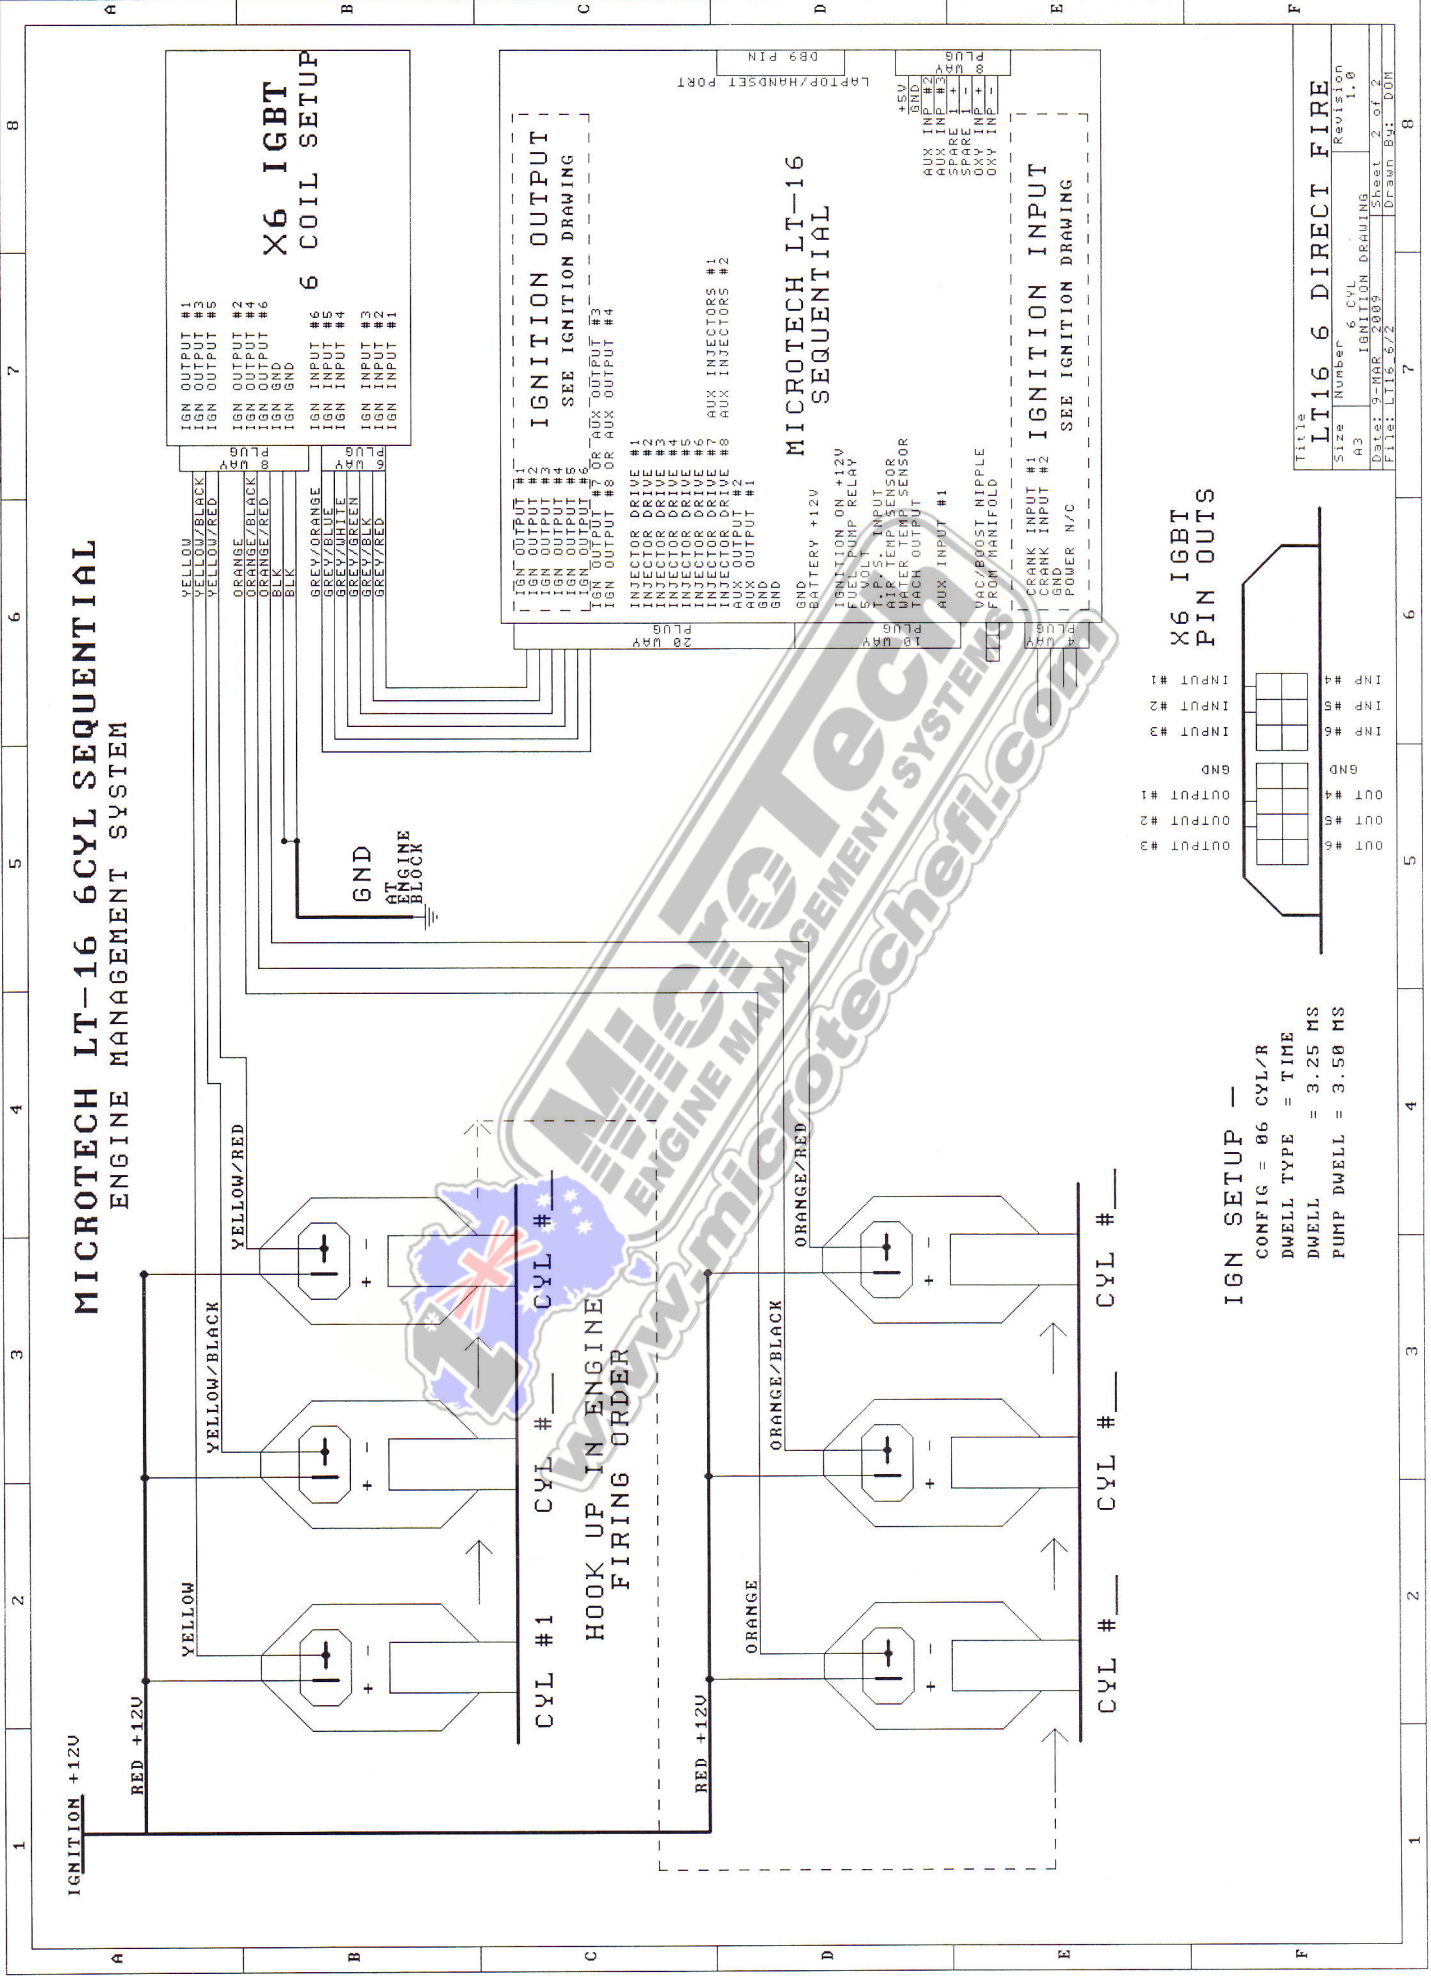 MICROTECH LT-16 6CYL SEQUENTIAL
ENGINE MANAGEMENT SYSTEM
IGNITION +12V
RED +12V
YELLOW
YELLOW/BLACK
YELLOW/RED
+ -
+ -
+ -
CYL #1
CYL #__
CYL #__
HOOK UP IN ENGINE
FIRING ORDER
RED +12V
ORANGE
ORANGE/BLACK
ORANGE/RED
+ -
+ -
+ -
CYL #__
CYL #__
CYL #__
GND
AT
ENGINE
BLOCK
YELLOW
YELLOW/BLACK
YELLOW/RED
ORANGE
ORANGE/BLACK
ORANGE/RED
BLK
BLK
GREY/ORANGE
GREY/BLUE
GREY/WHITE
GREY/GREEN
GREY/BLK
GREY/RED
8 WAY
PLUG
6 WAY
PLUG
IGN OUTPUT #1
IGN OUTPUT #3
IGN OUTPUT #5
IGN OUTPUT #2
IGN OUTPUT #4
IGN OUTPUT #6
IGN GND
IGN GND
IGN INPUT #6
IGN INPUT #5
IGN INPUT #4
IGN INPUT #3
IGN INPUT #2
IGN INPUT #1
X6 IGBT
6 COIL SETUP
20 WAY
PLUG
10 WAY
PLUG
4 WAY
PLUG
IGN OUTPUT #1
IGN OUTPUT #2
IGN OUTPUT #3
IGN OUTPUT #4
IGN OUTPUT #5
IGN OUTPUT #6
IGN OUTPUT #7 OR AUX OUTPUT #3
IGN OUTPUT #8 OR AUX OUTPUT #4
IGNITION OUTPUT
SEE IGNITION DRAWING
INJECTOR DRIVE #1
INJECTOR DRIVE #2
INJECTOR DRIVE #3
INJECTOR DRIVE #4
INJECTOR DRIVE #5
INJECTOR DRIVE #6
INJECTOR DRIVE #7 AUX INJECTORS #1
INJECTOR DRIVE #8 AUX INJECTORS #2
AUX OUTPUT #2
AUX OUTPUT #1
GND
GND
GND
BATTERY +12V
IGNITION ON +12V
FUEL PUMP RELAY
5 VOLT
T.P.S. INPUT
AIR TEMP SENSOR
WATER TEMP SENSOR
TACH OUTPUT
AUX INPUT #1
VAC/BOOST NIPPLE
FROM MANIFOLD
MICROTECH LT-16
SEQUENTIAL
CRANK INPUT #1
CRANK INPUT #2
GND
POWER N/C
IGNITION INPUT
SEE IGNITION DRAWING
DB9 PIN
LAPTOP/HANDSET PORT
8 WAY
PLUG
+5V
GND
AUX INP #2
AUX INP #3
SPARE 1 +
SPARE 1 -
OXY INP +
OXY INP -
X6 IGBT
PIN OUTS
OUTPUT #3
OUTPUT #2
OUTPUT #1
GND
INPUT #3
INPUT #2
INPUT #1
OUT #6
OUT #5
OUT #4
GND
INP #6
INP #5
INP #4
IGN SETUP -
CONFIG = 06 CYL/R
DWELL TYPE = TIME
DWELL = 3.25 MS
PUMP DWELL = 3.50 MS
Title
LT16 6 DIRECT FIRE
Size
A3
Number
6 CYL
IGNITION DRAWING
Revision
1.0
Date: 9-MAR 2009
Sheet 2 of 2
File: LT16_6/2
Drawn By: DOM
MicroTech
ENGINE MANAGEMENT SYSTEMS
www.microtechefi.com
1
1 2 3 4 5 6 7 8
1 2 3 4 5 6 7 8
A B C D E F
A B C D E F